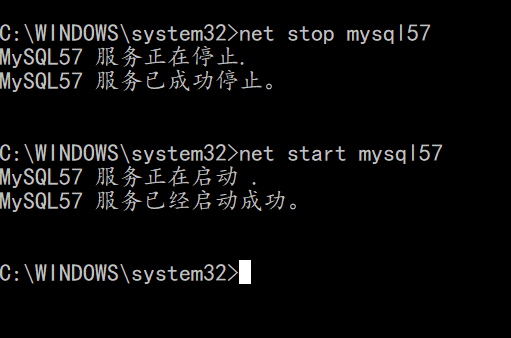 C:\WINDOWS\system32>net stop mysql57
MySQL57 服务正在停止.
MySQL57 服务已成功停止。
C:\WINDOWS\system32>net start mysql57
MySQL57 服务正在启动 .
MySQL57 服务已经启动成功。
C:\WINDOWS\system32>